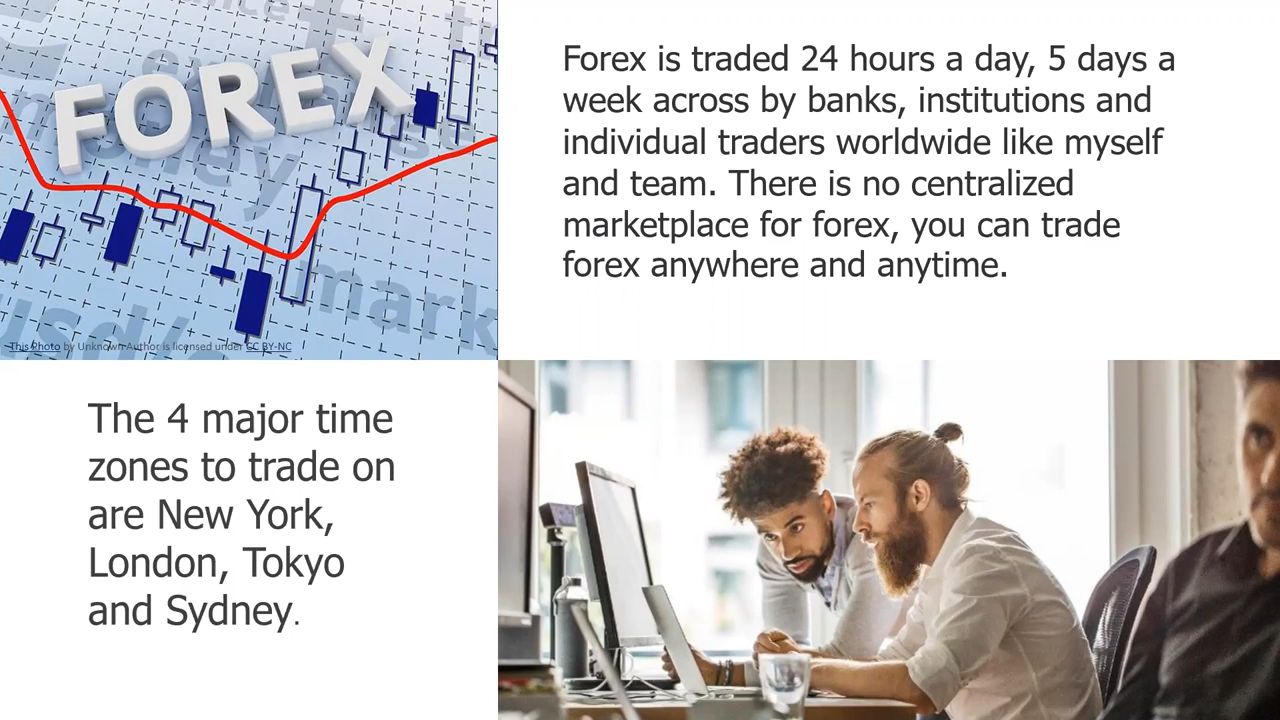 FOREX
money
mark
usd/
This Photo by Unknown Author is licensed under CC BY-NC
Forex is traded 24 hours a day, 5 days a
week across by banks, institutions and
individual traders worldwide like myself
and team. There is no centralized
marketplace for forex, you can trade
forex anywhere and anytime.
The 4 major time
zones to trade on
are New York,
London, Tokyo
and Sydney.